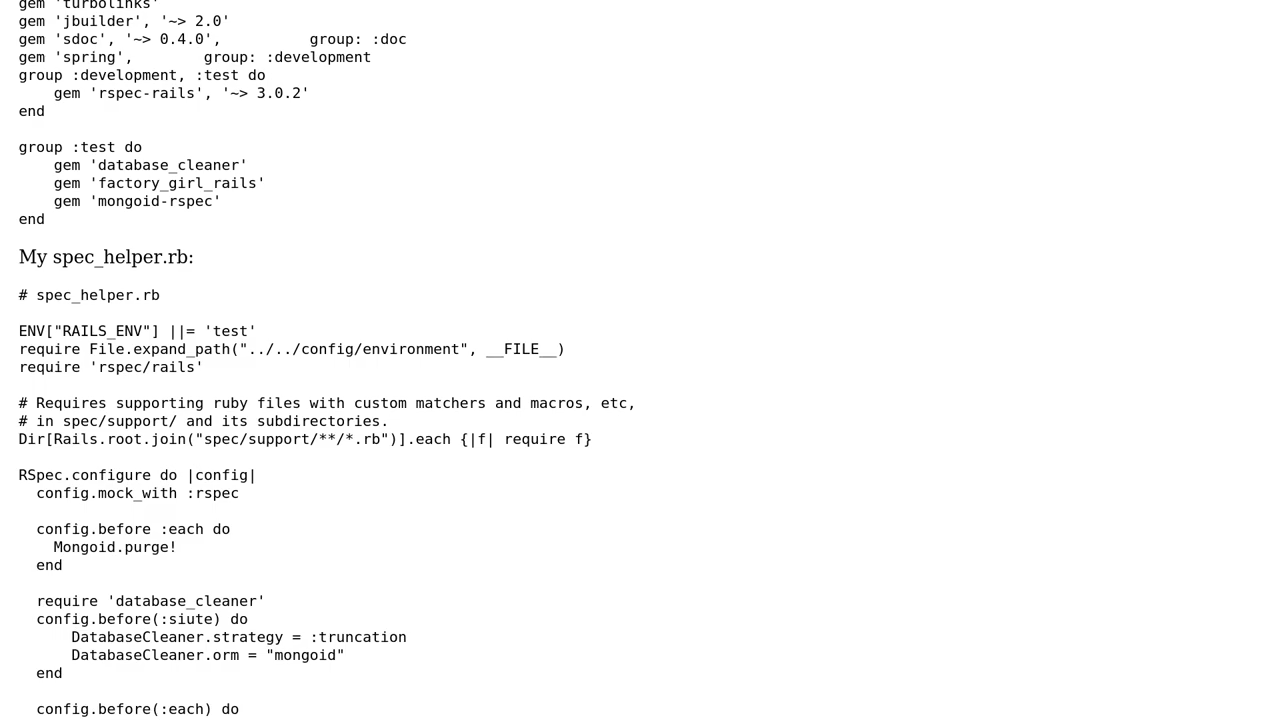 gem 'turbolinks'
gem 'jbuilder', '~> 2.0'
gem 'sdoc', '~> 0.4.0',          group: :doc
gem 'spring',        group: :development
group :development, :test do
    gem 'rspec-rails', '~> 3.0.2'
end

group :test do
    gem 'database_cleaner'
    gem 'factory_girl_rails'
    gem 'mongoid-rspec'
end

My spec_helper.rb:

# spec_helper.rb

ENV["RAILS_ENV"] ||= 'test'
require File.expand_path("../../config/environment", __FILE__)
require 'rspec/rails'

# Requires supporting ruby files with custom matchers and macros, etc,
# in spec/support/ and its subdirectories.
Dir[Rails.root.join("spec/support/**/*.rb")].each {|f| require f}

RSpec.configure do |config|
  config.mock_with :rspec

  config.before :each do
    Mongoid.purge!
  end

  require 'database_cleaner'
  config.before(:siute) do
      DatabaseCleaner.strategy = :truncation
      DatabaseCleaner.orm = "mongoid"
  end

  config.before(:each) do